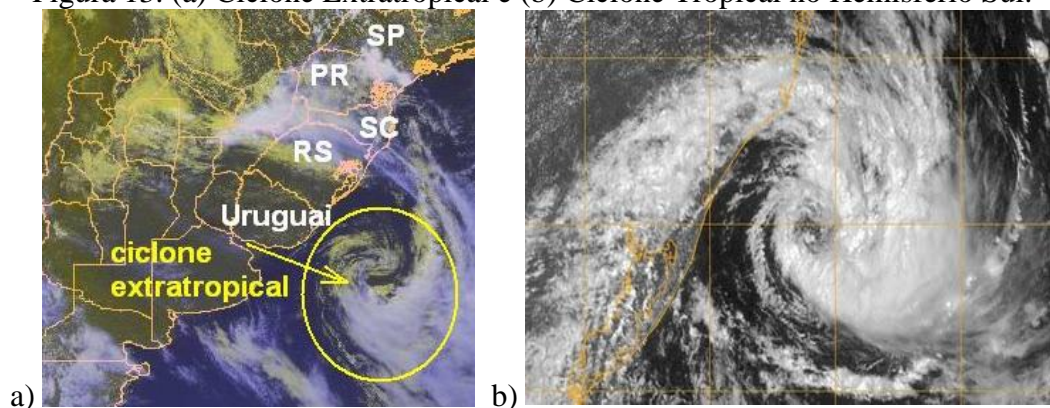 Figura 13: (a) Ciclone Extratropical e (b) Ciclone Tropical no Hemisfério Sul.
SP
PR
SC
RS
Uruguai
ciclone
extratropical
a)
b)